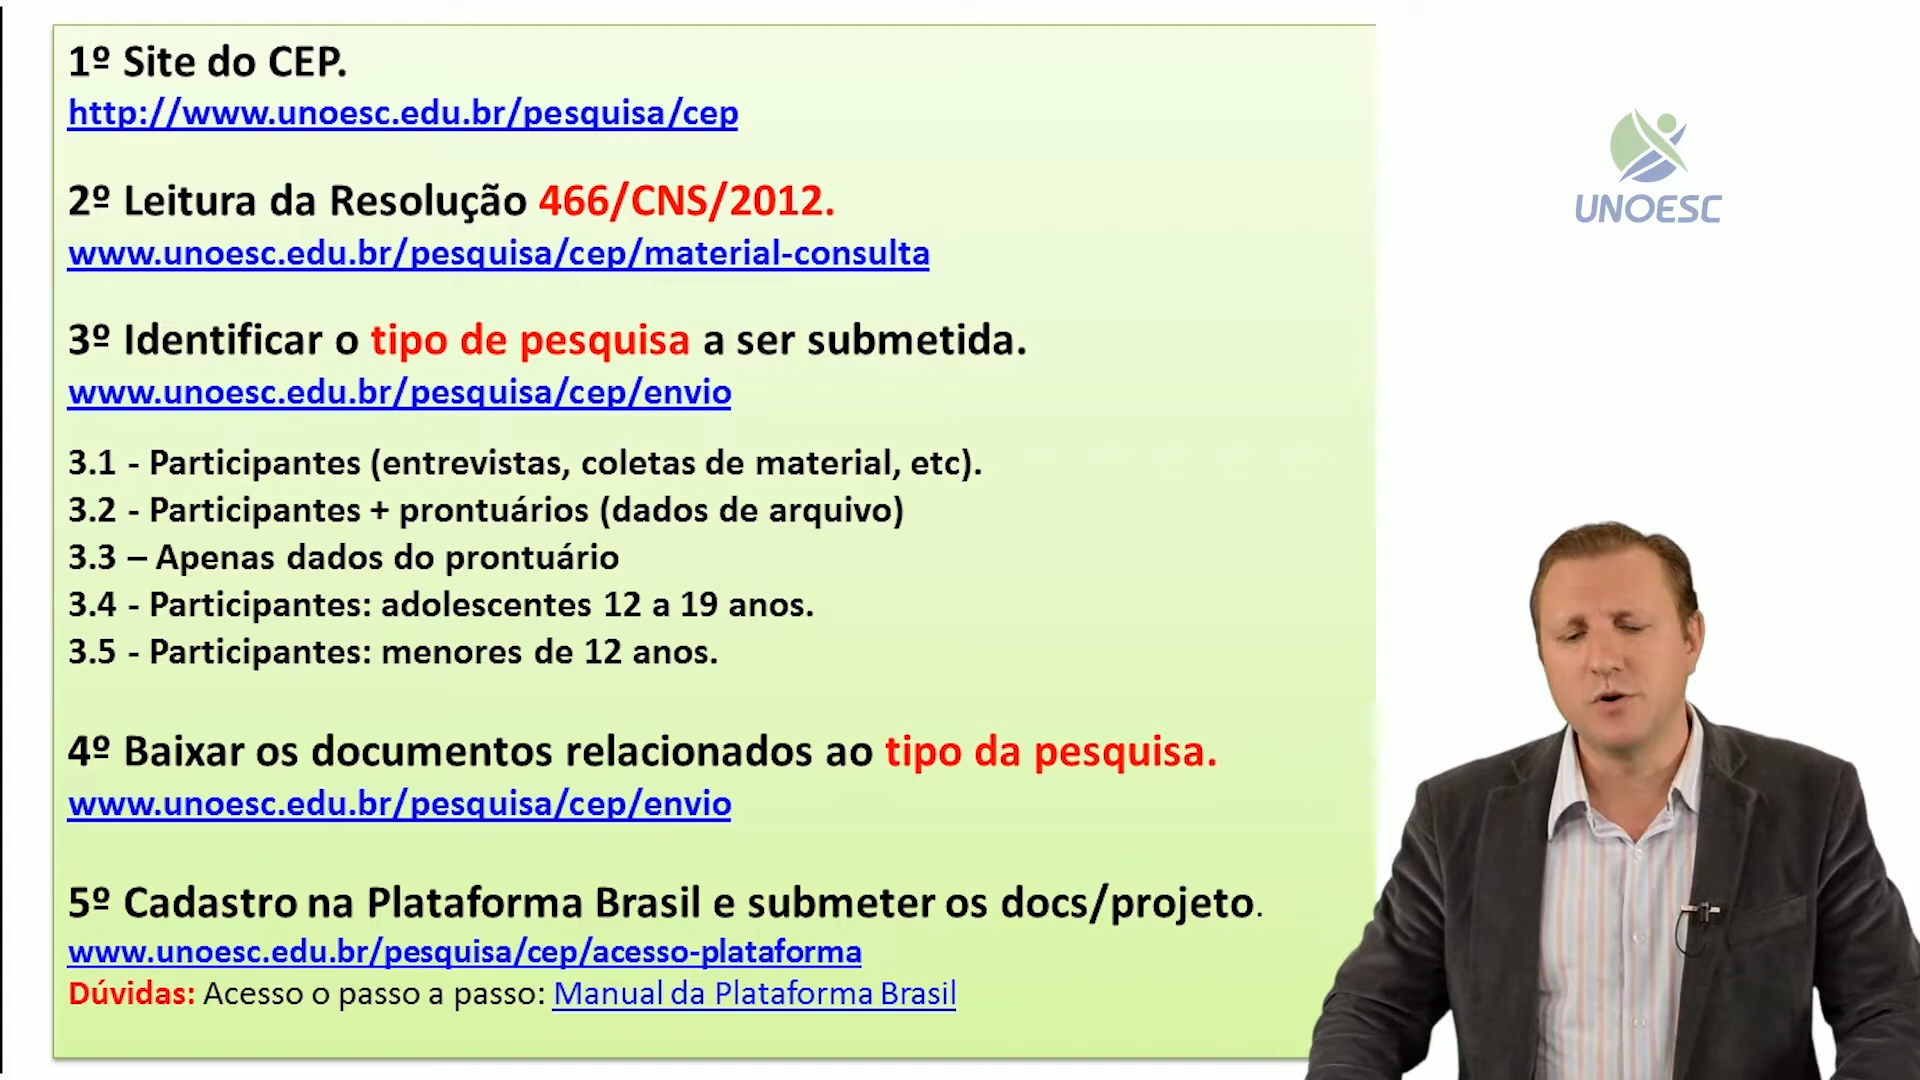 1º Site do CEP.
http://www.unoesc.edu.br/pesquisa/cep
2º Leitura da Resolução 466/CNS/2012.
www.unoesc.edu.br/pesquisa/cep/material-consulta
3º Identificar o tipo de pesquisa a ser submetida.
www.unoesc.edu.br/pesquisa/cep/envio
3.1 - Participantes (entrevistas, coletas de material, etc).
3.2 - Participantes + prontuários (dados de arquivo)
3.3 – Apenas dados do prontuário
3.4 - Participantes: adolescentes 12 a 19 anos.
3.5 - Participantes: menores de 12 anos.
4º Baixar os documentos relacionados ao tipo da pesquisa.
www.unoesc.edu.br/pesquisa/cep/envio
5º Cadastro na Plataforma Brasil e submeter os docs/projeto.
www.unoesc.edu.br/pesquisa/cep/acesso-plataforma
Dúvidas: Acesso o passo a passo: Manual da Plataforma Brasil
UNOESC